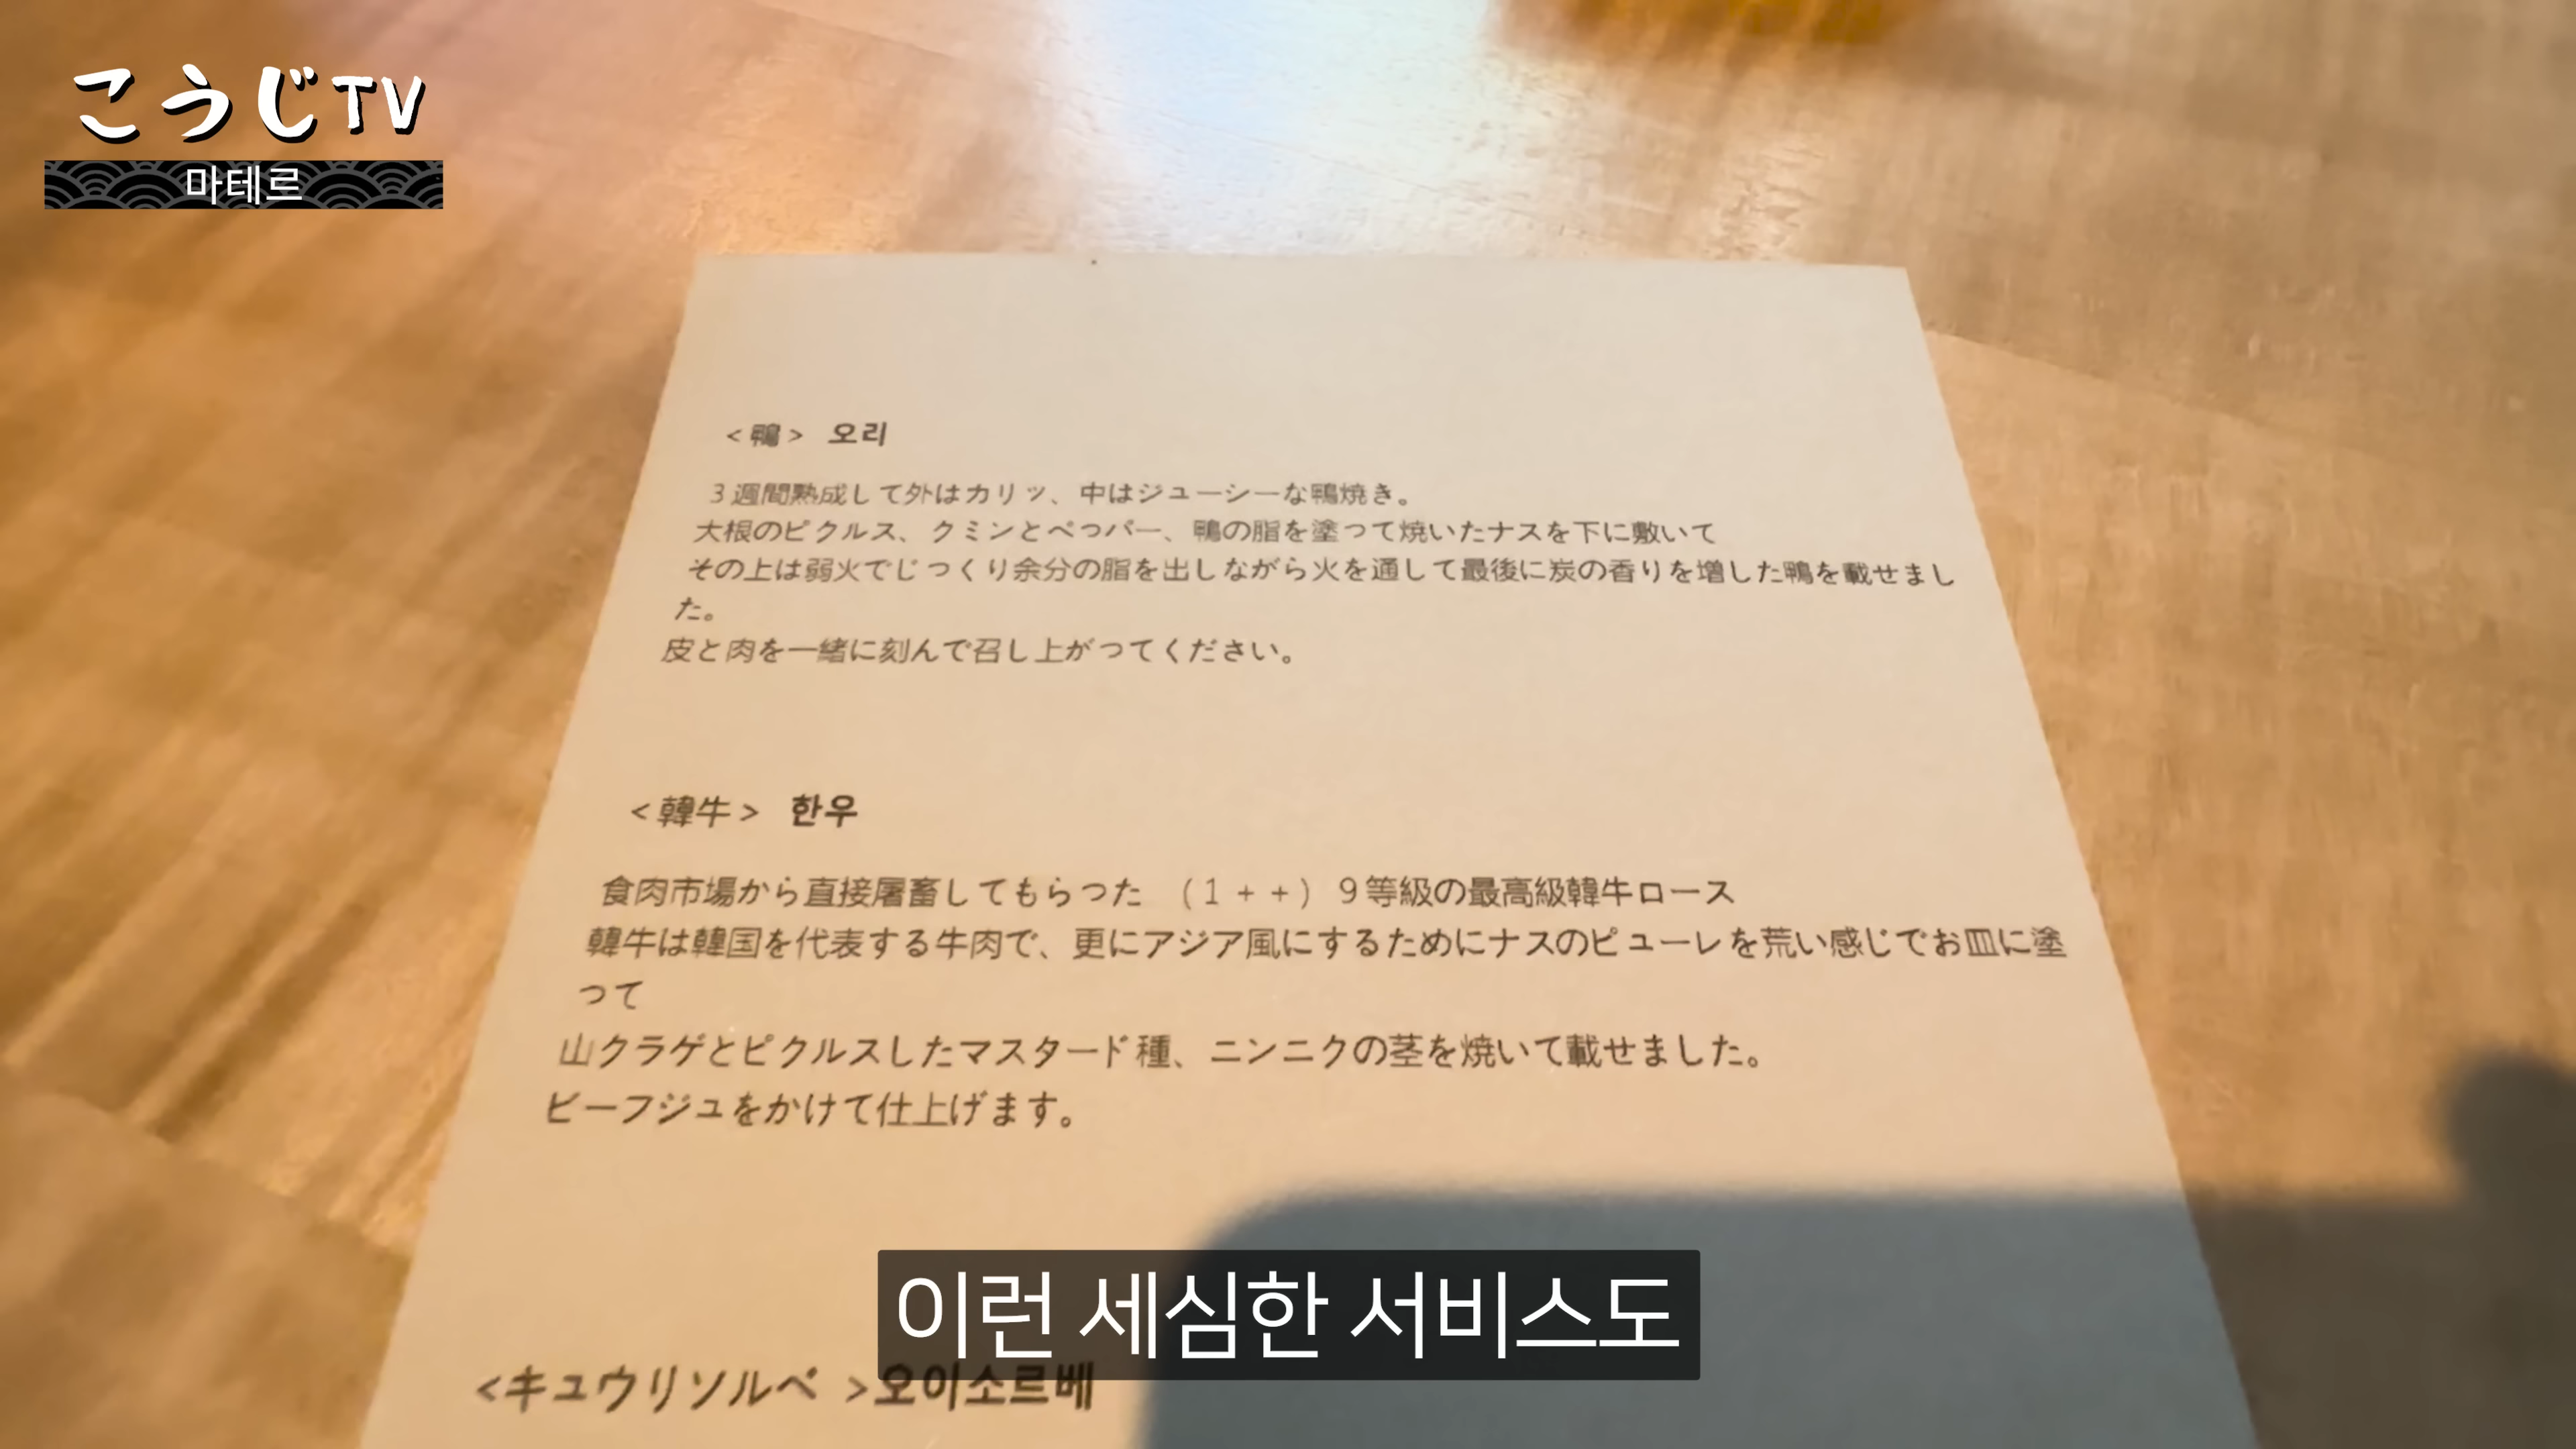 こうじTV
마테르
<鴨> 오리
3週間熟成して外はカリッ、中はジューシーな鴨焼き。
大根のピクルス、クミンとペっパー、鴨の脂を塗って焼いたナスを下に敷いて
その上は弱火でじっくり余分の脂を出しながら火を通して最後に炭の香りを増した鴨を載せまし
た。
皮と肉を一緒に刻んで召し上がってください。
<韓牛> 한우
食肉市場から直接屠畜してもらった (1++) 9等級の最高級韓牛ロース
韓牛は韓国を代表する牛肉で、更にアジア風にするためにナスのピューレを荒い感じでお皿に塗
って
山クラゲとピクルスしたマスタード種、ニンニクの茎を焼いて載せました。
ビーフジュをかけて仕上げます。
이런 세심한 서비스도
<キュウリソルベ >오이소르베